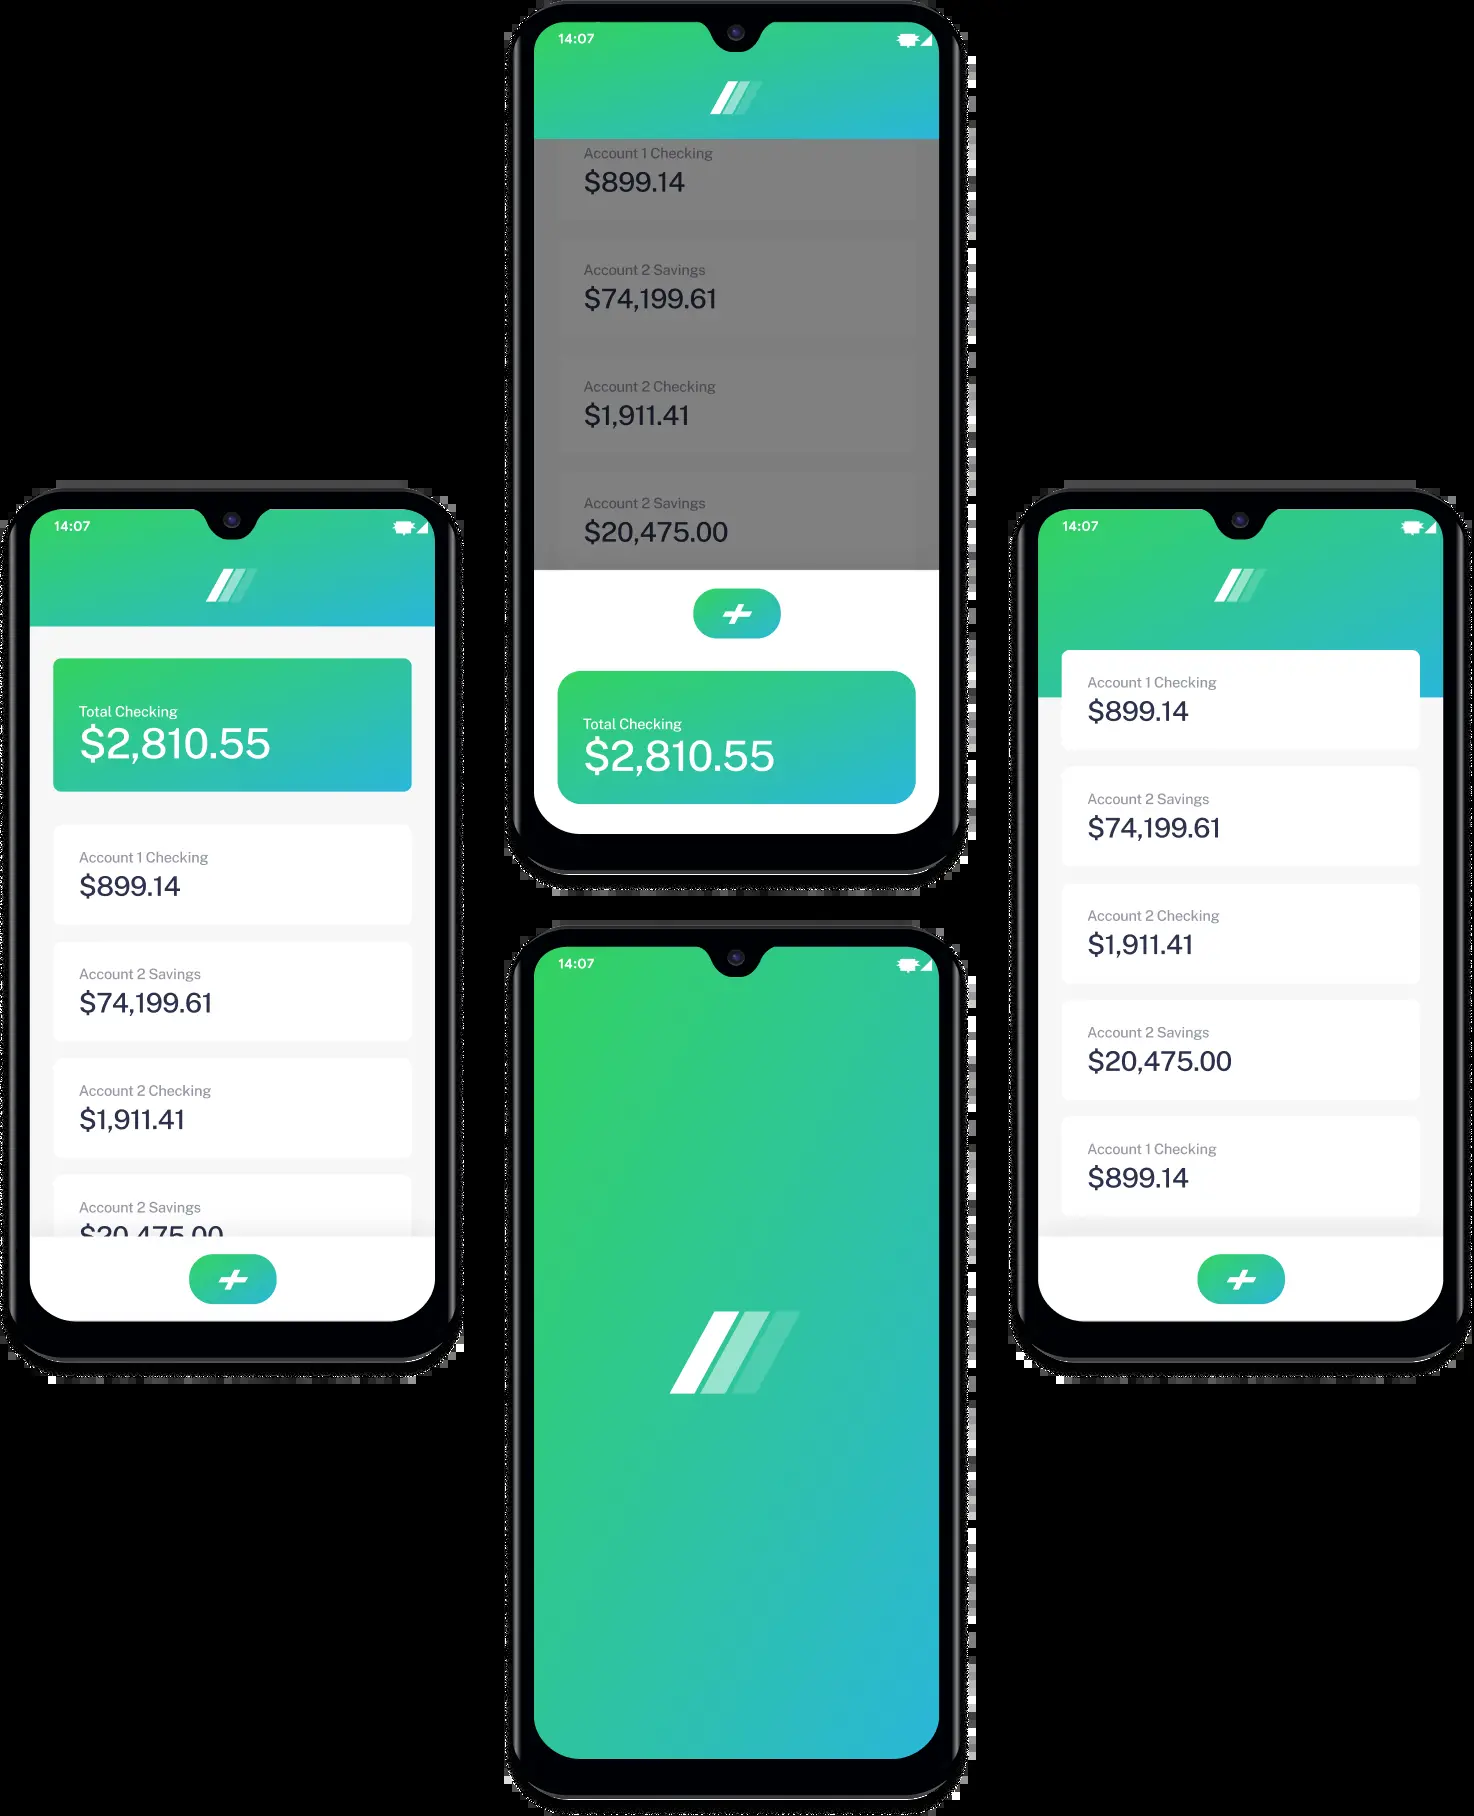 14:07
Account 1 Checking
$899.14
Account 2 Savings
$74,199.61
Account 2 Checking
$1,911.41
Account 2 Savings
$20,475.00
Total Checking
$2,810.55
14:07
Total Checking
$2,810.55
Account 1 Checking
$899.14
Account 2 Savings
$74,199.61
Account 2 Checking
$1,911.41
Account 2 Savings
$20,475.00
14:07
Account 1 Checking
$899.14
Account 2 Savings
$74,199.61
Account 2 Checking
$1,911.41
Account 2 Savings
$20,475.00
Account 1 Checking
$899.14
14:07